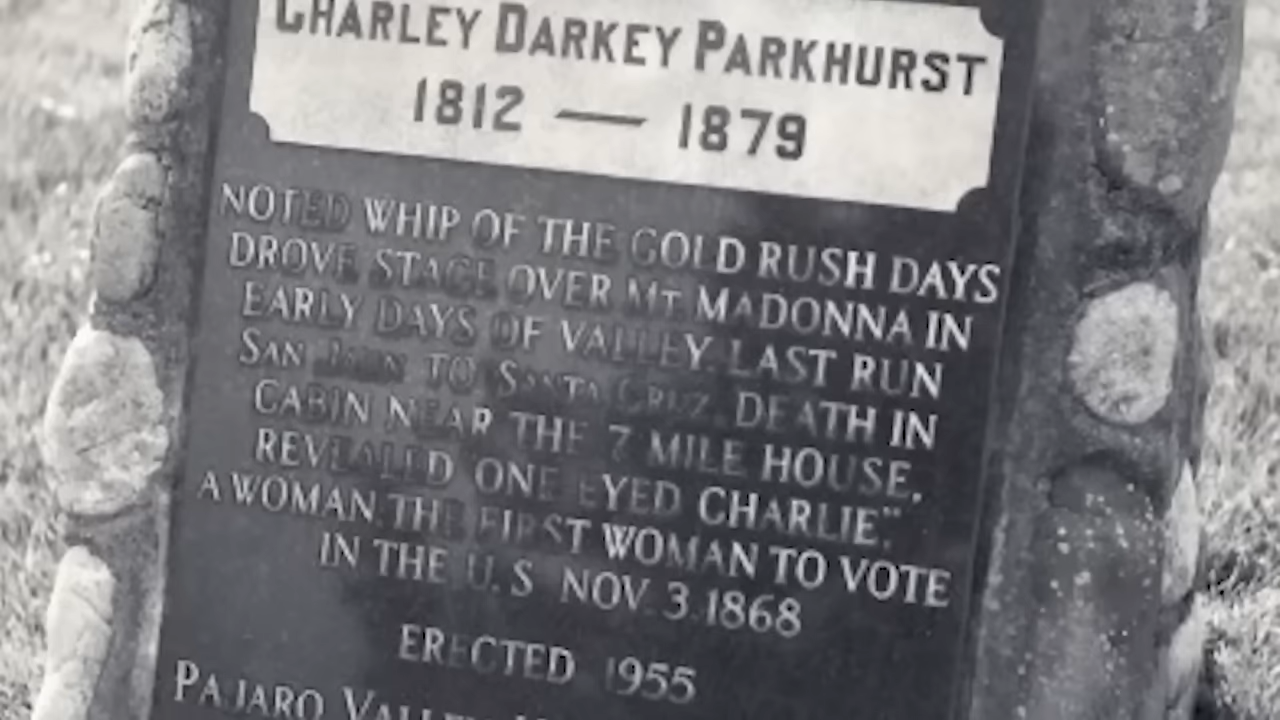 CHARLEY DARKEY PARKHURST
1812 — 1879
NOTED WHIP OF THE GOLD RUSH DAYS
DROVE STAGE OVER MT MADONNA IN
EARLY DAYS OF VALLEY. LAST RUN
SAN JUAN TO SANTA CRUZ. DEATH IN
CABIN NEAR THE 7 MILE HOUSE.
REVEALED ONE EYED CHARLIE."
A WOMAN. THE FIRST WOMAN TO VOTE
IN THE U.S NOV. 3.1868
ERECTED 1955
PAJARO VALLEY